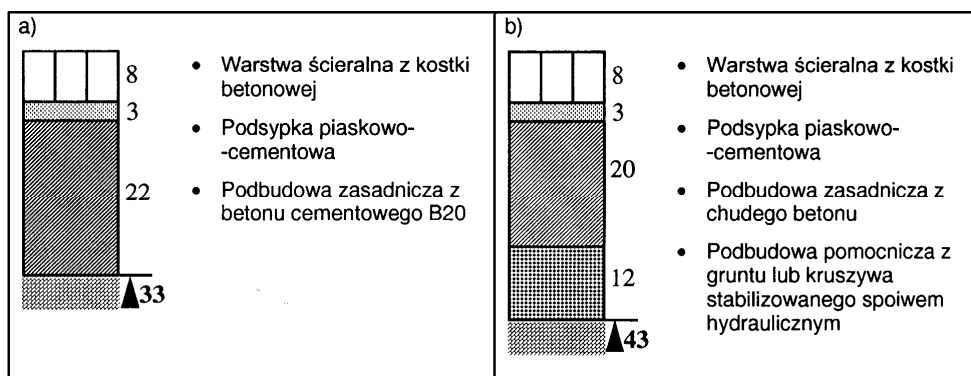 a)
8
3
22
33
• Warstwa ścieralna z kostki
betonowej
• Podsypka piaskowo-
-cementowa
• Podbudowa zasadnicza z
betonu cementowego B20
b)
8
3
20
12
43
• Warstwa ścieralna z kostki
betonowej
• Podsypka piaskowo-
-cementowa
• Podbudowa zasadnicza z
chudego betonu
• Podbudowa pomocnicza z
gruntu lub kruszywa
stabilizowanego spoiwem
hydraulicznym